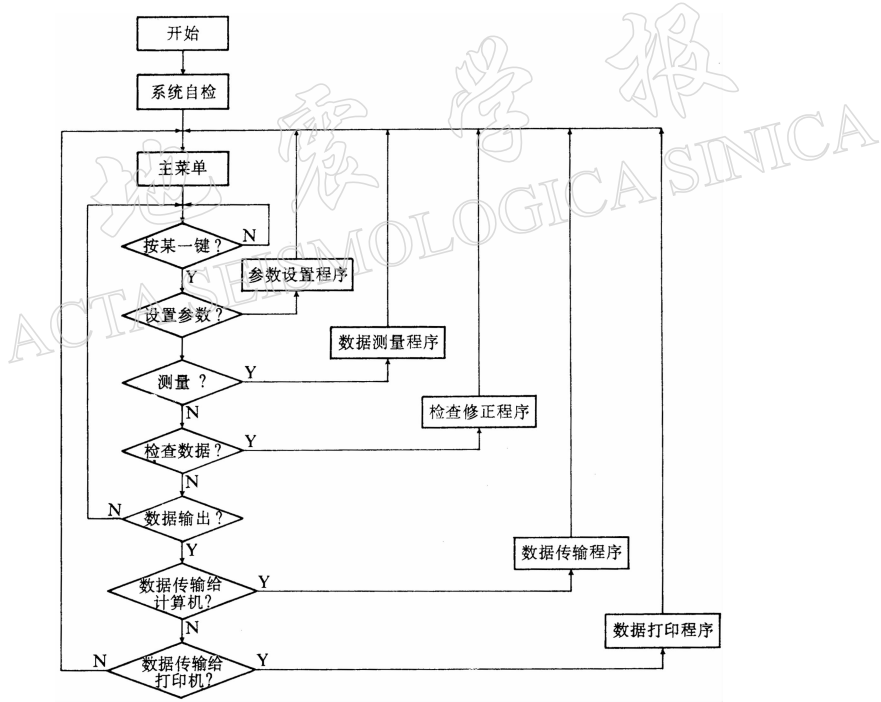 开始
系统自检
主菜单
按某一键？
N
Y
参数设置程序
设置参数？
数据测量程序
测量？
Y
N
检查修正程序
检查数据？
Y
N
N
数据输出？
Y
数据传输程序
数据传输给
计算机？
Y
N
数据打印程序
N
数据传输给
打印机？
Y
地震学报
ACTA SEISMOLOGICA SINICA